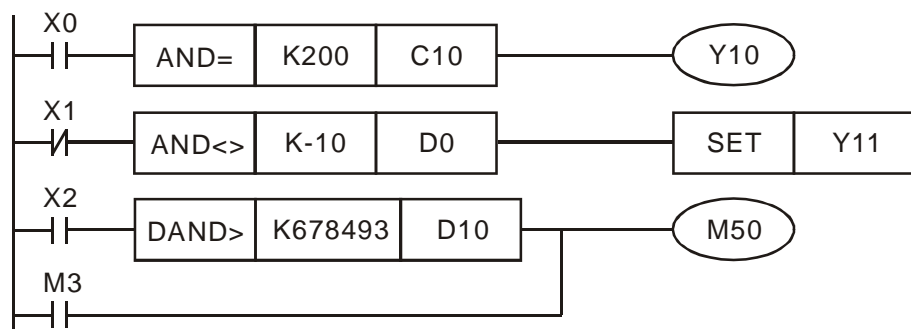 X0
AND= K200 C10 Y10
X1
AND<> K-10 D0 SET Y11
X2
DAND> K678493 D10 M50
M3